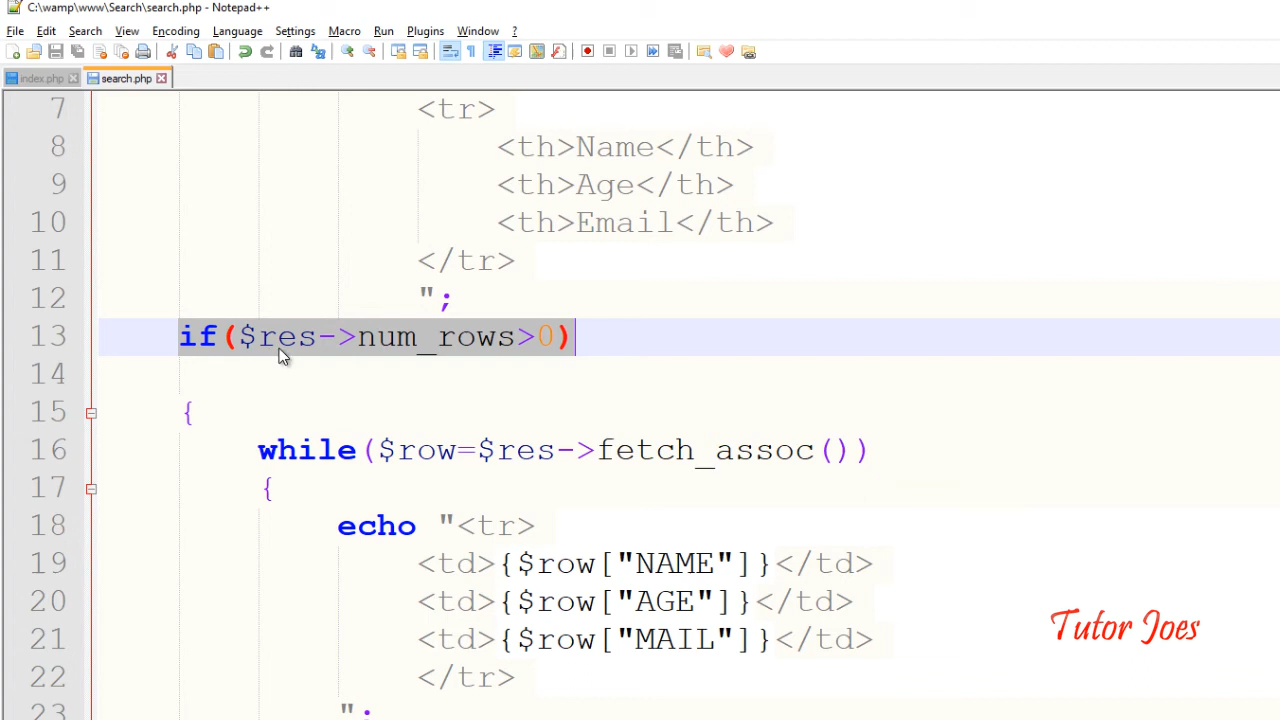 C:\wamp\www\Search\search.php - Notepad++
File Edit Search View Encoding Language Settings Macro Run Plugins Window ?
index.php search.php
7 <tr>
8 <th>Name</th>
9 <th>Age</th>
10 <th>Email</th>
11 </tr>
12 ";
13 if($res->num_rows>0)
14
15 {
16 while($row=$res->fetch_assoc())
17 {
18 echo "<tr>
19 <td>{$row["NAME"]}</td>
20 <td>{$row["AGE"]}</td>
21 <td>{$row["MAIL"]}</td>
22 </tr>
23 ";
Tutor Joes